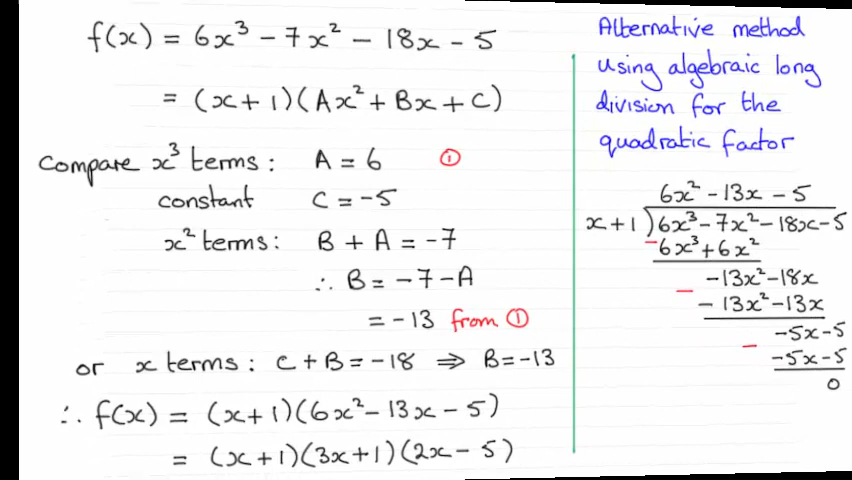 f(x) = 6x³ - 7x² - 18x - 5
= (x+1)(Ax² + Bx + C)
Compare x³ terms: A = 6 ①
constant C = -5
x² terms: B + A = -7
∴ B = -7 - A
= -13 from ①
or x terms: C + B = -18 ⇒ B = -13
∴ f(x) = (x+1)(6x² - 13x - 5)
= (x+1)(3x+1)(2x - 5)
Alternative method
using algebraic long
division for the
quadratic factor
6x² - 13x - 5
x + 1 ) 6x³ - 7x² - 18x - 5
- 6x³ + 6x²
-13x² - 18x
- - 13x² - 13x
-5x - 5
- -5x - 5
0